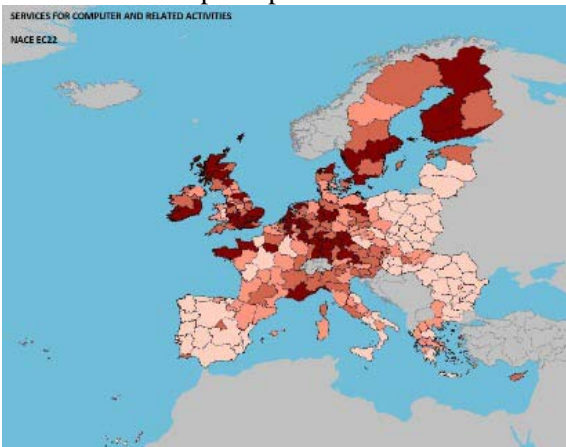 SERVICES FOR COMPUTER AND RELATED ACTIVITIES
NACE EC22